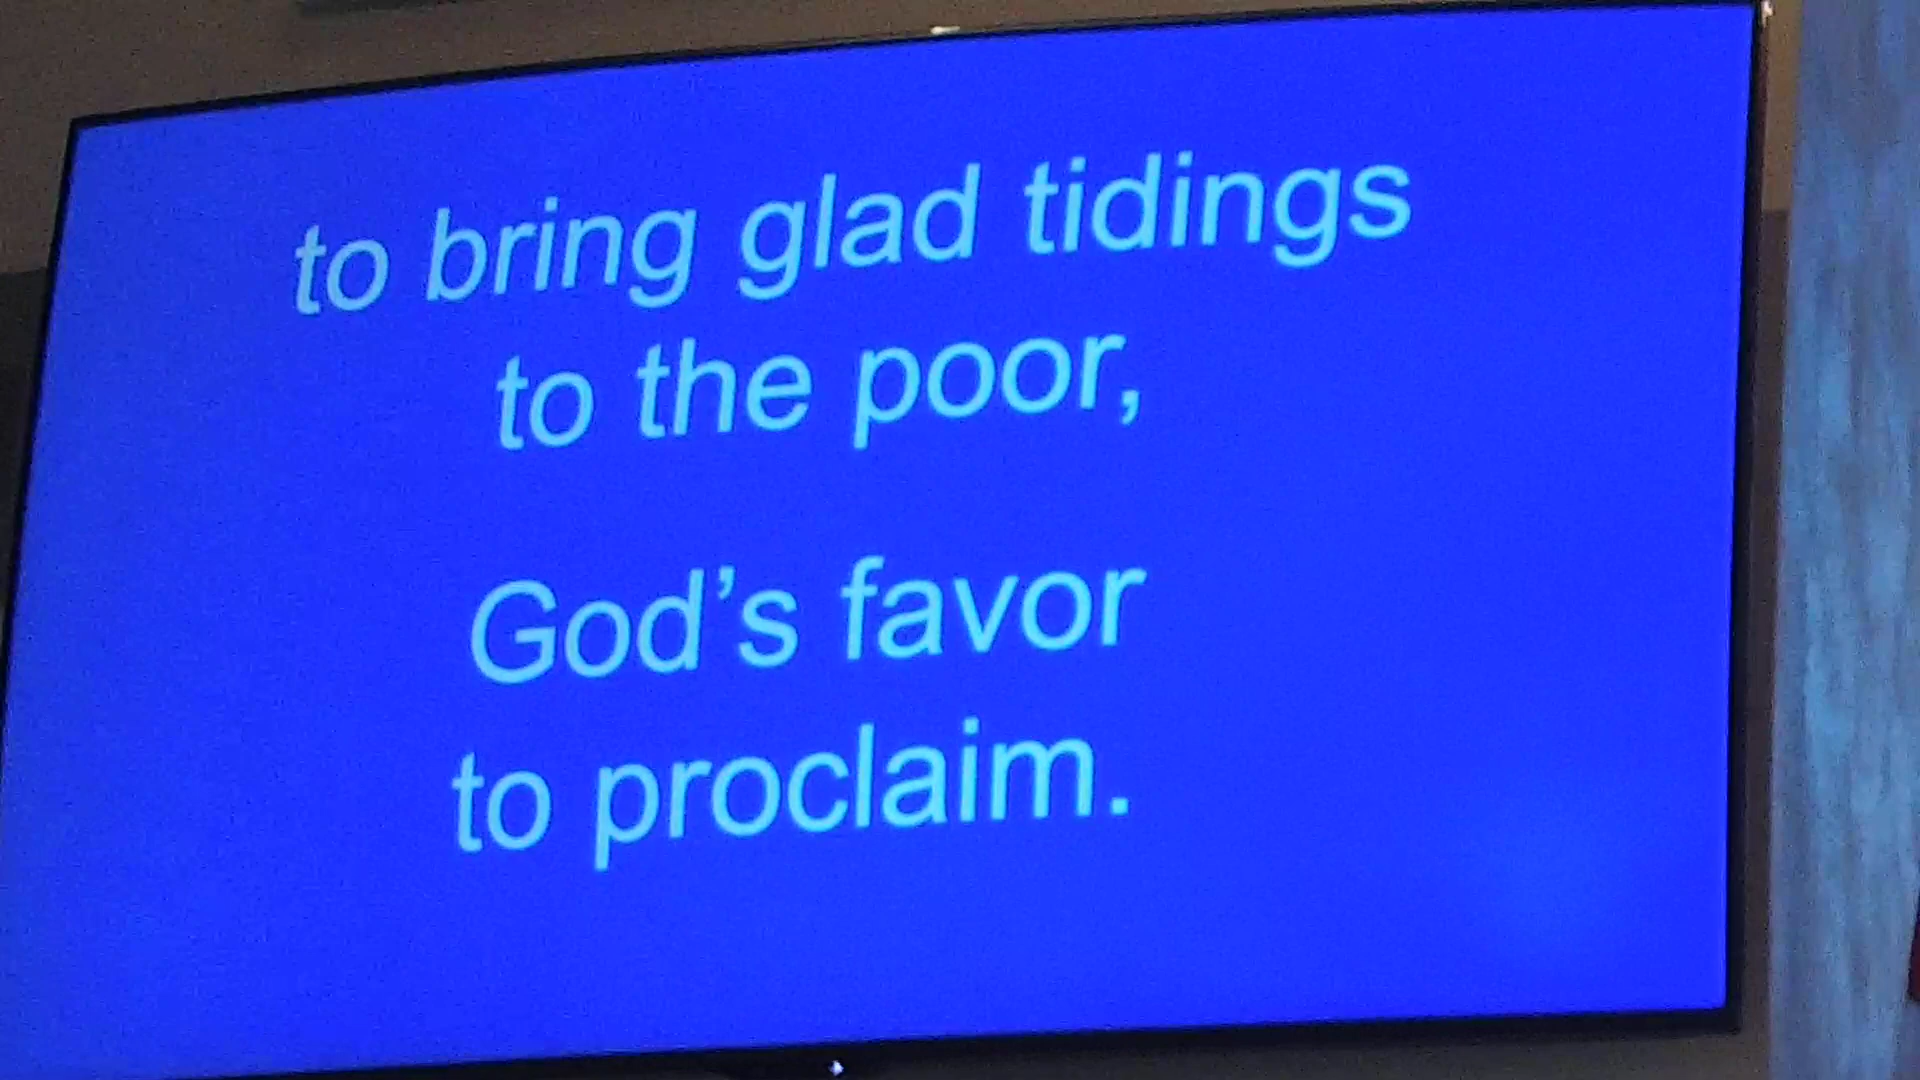 to bring glad tidings
to the poor,
God’s favor
to proclaim.